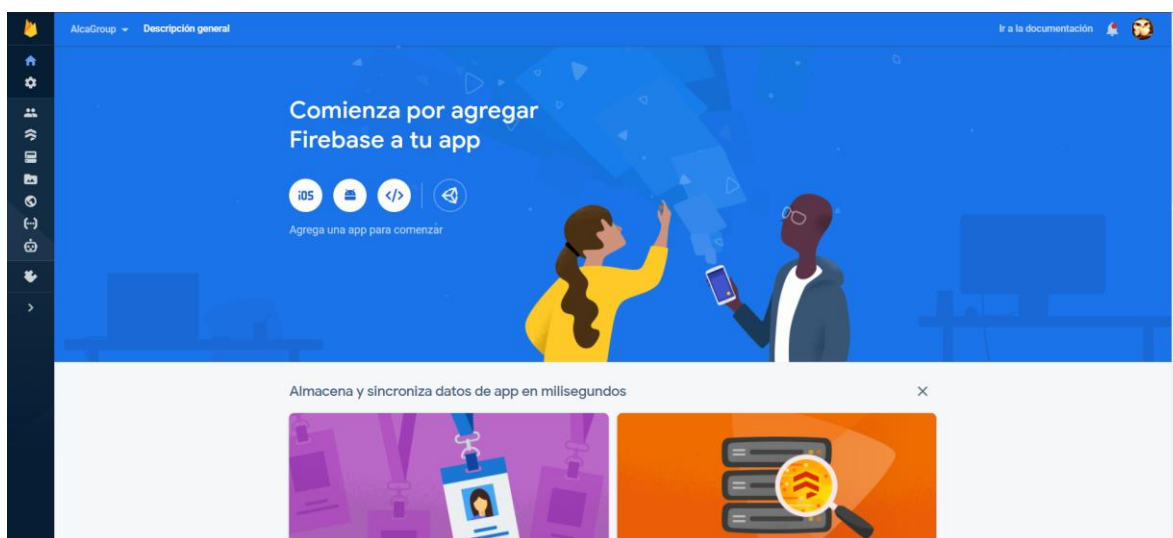 AlcaGroup
Descripción general
Ir a la documentación
Comienza por agregar
Firebase a tu app
iOS
</>
Agrega una app para comenzar
Almacena y sincroniza datos de app en milisegundos